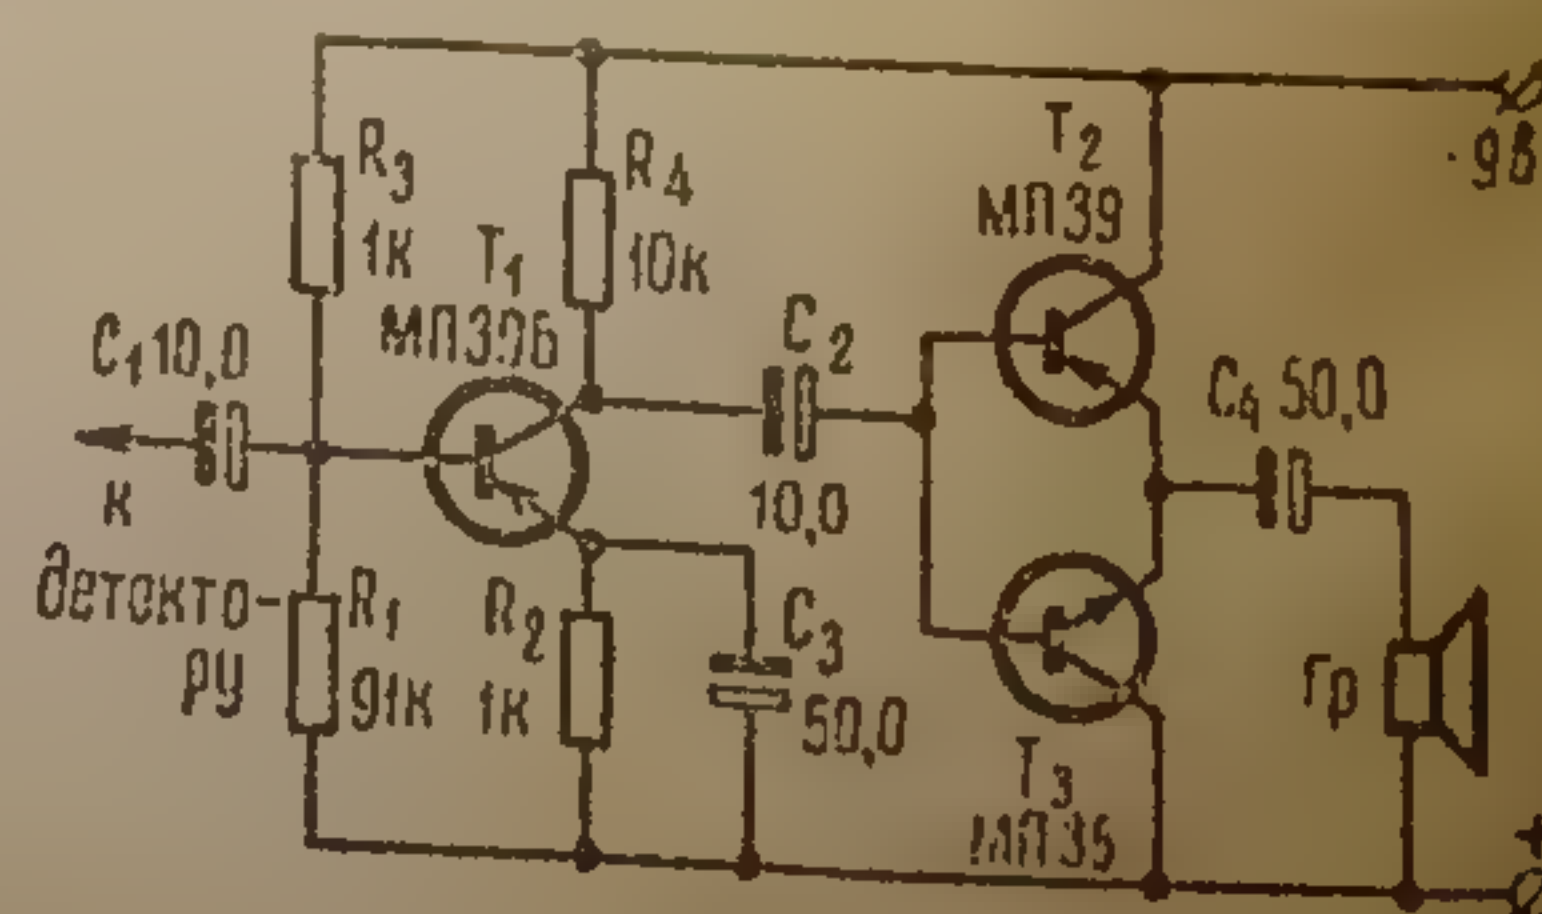 R3
1к
R4
10к
T1
МП39Б
T2
МП39
9В
C1 10,0
к
детекто-
ру
C2
10,0
C4 50,0
R1
91к
R2
1к
C3
50,0
Гр
T3
МП35
+